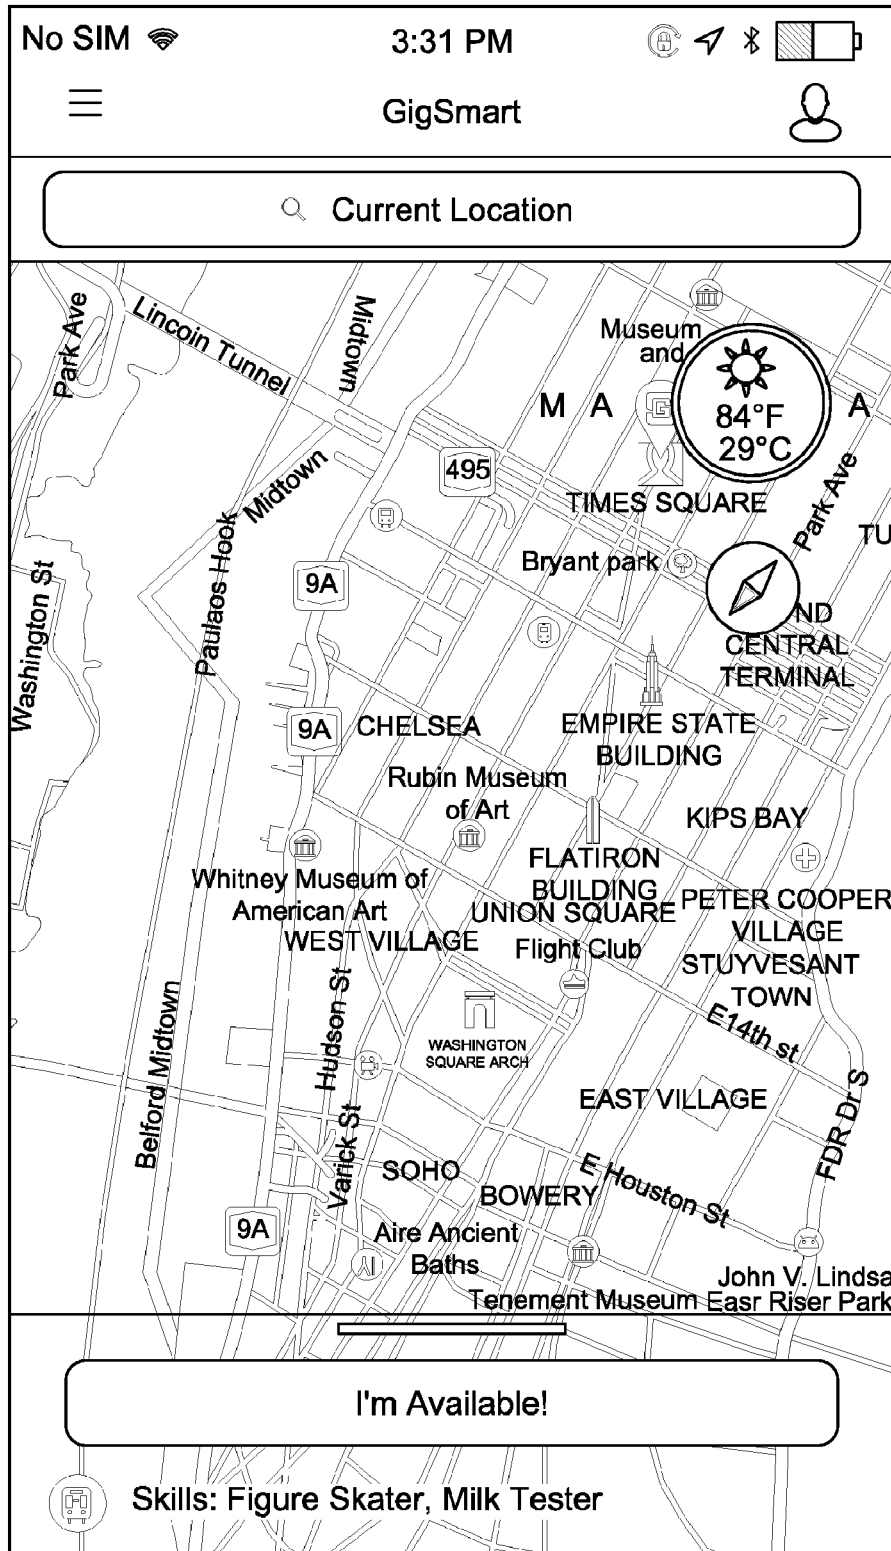 No SIM 3:31 PM
GigSmart
Current Location
Park Ave
Lincoin Tunnel
Midtown
Museum
and
84°F
29°C
M A A
495
Midtown
TIMES SQUARE
Park Ave
TU
Paulaos Hook
Bryant park
9A
Washington St
ND
CENTRAL
TERMINAL
9A
CHELSEA
EMPIRE STATE
BUILDING
Rubin Museum
of Art
KIPS BAY
FLATIRON
BUILDING
Whitney Museum of
American Art
UNION SQUARE
PETER COOPER
VILLAGE
WEST VILLAGE
Flight Club
STUYVESANT
TOWN
Belford Midtown
Hudson St
WASHINGTON
SQUARE ARCH
E14th st
EAST VILLAGE
FDR Dr S
Varick St
SOHO
BOWERY
E Houston St
9A
Aire Ancient
Baths
John V. Lindsa
Tenement Museum
Easr Riser Park
I'm Available!
Skills: Figure Skater, Milk Tester